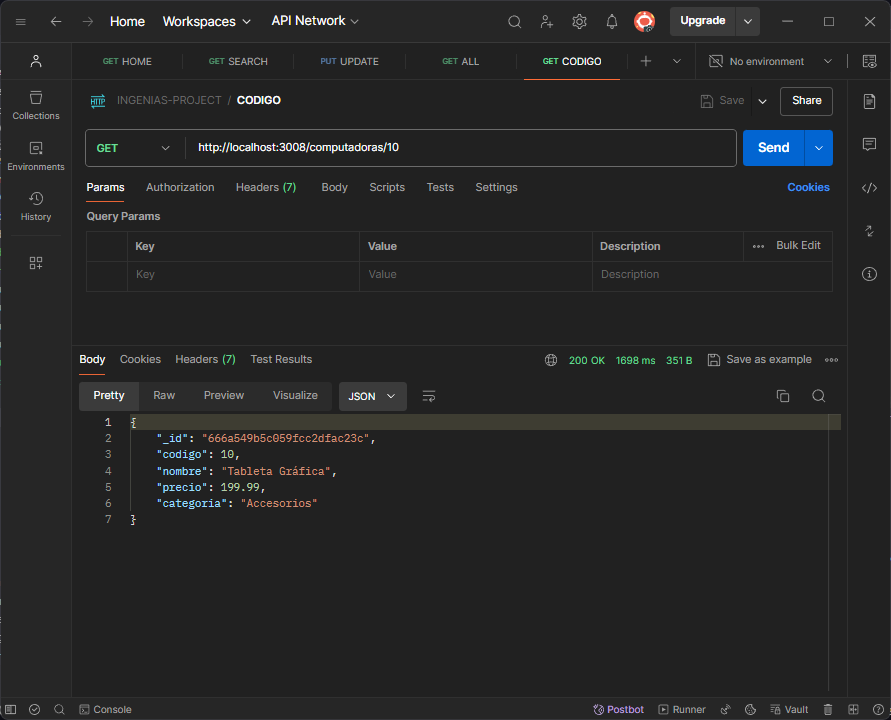 Home Workspaces API Network Upgrade
GET HOME GET SEARCH PUT UPDATE GET ALL GET CODIGO No environment
HTTP INGENIAS-PROJECT / CODIGO Save Share
Collections
Environments
History
GET http://localhost:3008/computadoras/10 Send
Params Authorization Headers (7) Body Scripts Tests Settings Cookies
Query Params
Key Value Description Bulk Edit
Key Value Description
Body Cookies Headers (7) Test Results 200 OK 1698 ms 351 B Save as example
Pretty Raw Preview Visualize JSON
1 {
2 "_id": "666a549b5c059fcc2dfac23c",
3 "codigo": 10,
4 "nombre": "Tableta Gráfica",
5 "precio": 199.99,
6 "categoria": "Accesorios"
7 }
Console Postbot Runner Vault